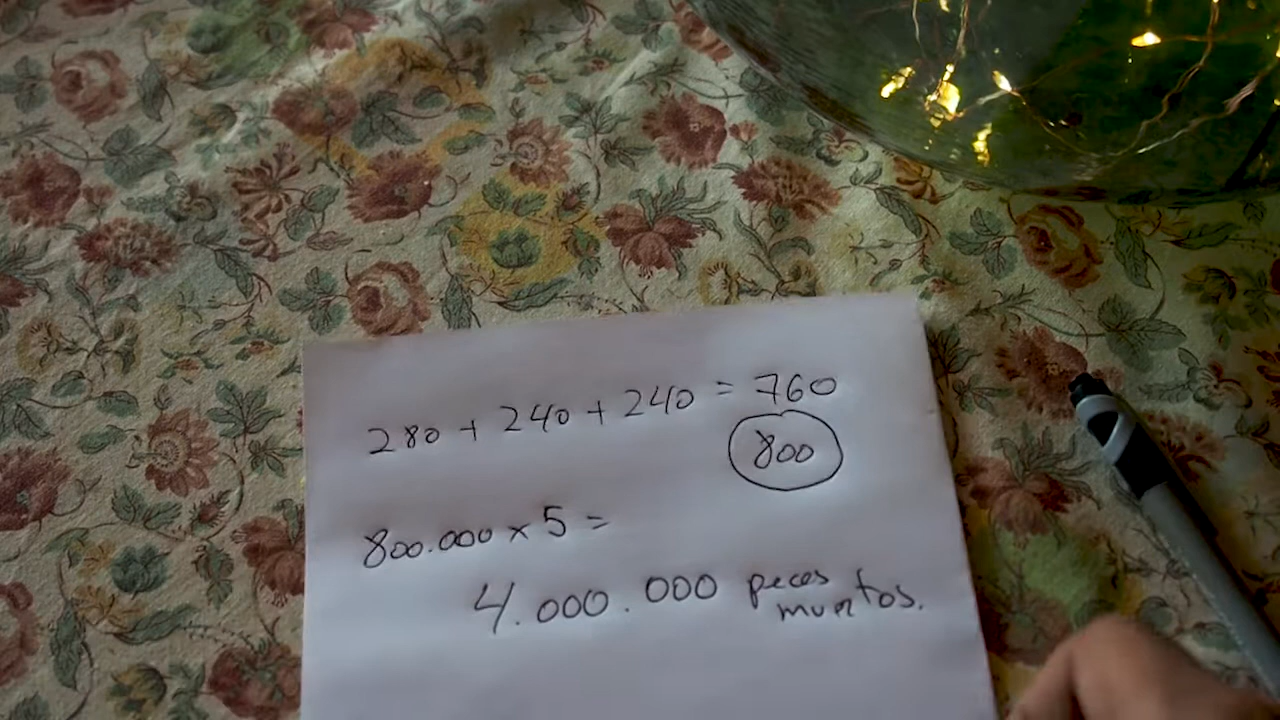 280 + 240 + 240 = 760
800
800.000 x 5 =
4.000.000 peces
muertos.